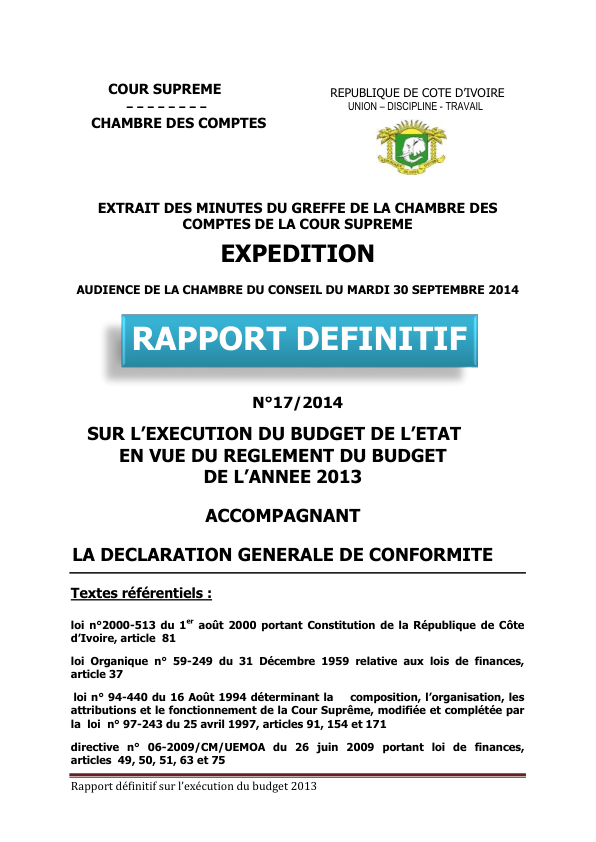 COUR SUPREME
– – – – – – – –
CHAMBRE DES COMPTES
REPUBLIQUE DE COTE D’IVOIRE
UNION – DISCIPLINE - TRAVAIL
EXTRAIT DES MINUTES DU GREFFE DE LA CHAMBRE DES
COMPTES DE LA COUR SUPREME
EXPEDITION
AUDIENCE DE LA CHAMBRE DU CONSEIL DU MARDI 30 SEPTEMBRE 2014
RAPPORT DEFINITIF
N°17/2014
SUR L’EXECUTION DU BUDGET DE L’ETAT
EN VUE DU REGLEMENT DU BUDGET
DE L’ANNEE 2013
ACCOMPAGNANT
LA DECLARATION GENERALE DE CONFORMITE
Textes référentiels :
loi n°2000-513 du 1er août 2000 portant Constitution de la République de Côte
d’Ivoire, article 81
loi Organique n° 59-249 du 31 Décembre 1959 relative aux lois de finances,
article 37
loi n° 94-440 du 16 Août 1994 déterminant la composition, l’organisation, les
attributions et le fonctionnement de la Cour Suprême, modifiée et complétée par
la loi n° 97-243 du 25 avril 1997, articles 91, 154 et 171
directive n° 06-2009/CM/UEMOA du 26 juin 2009 portant loi de finances,
articles 49, 50, 51, 63 et 75
Rapport définitif sur l’exécution du budget 2013